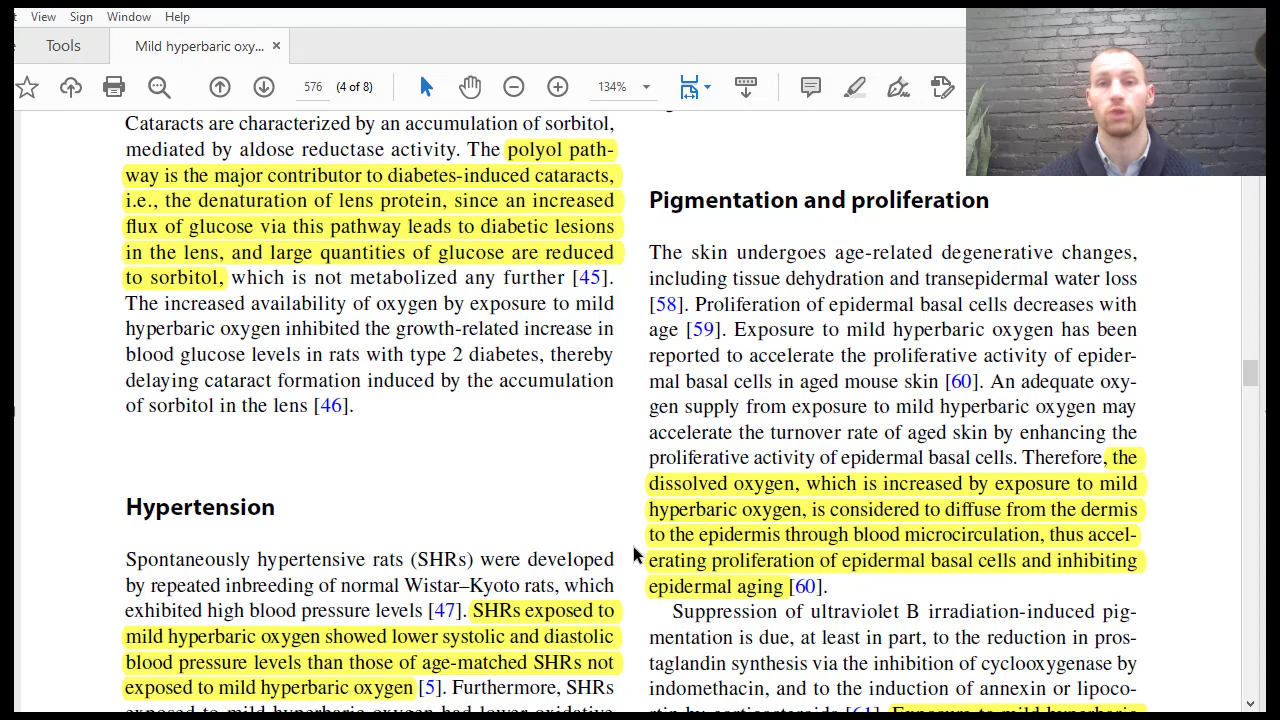 View Sign Window Help
Tools
Mild hyperbaric oxy... ×
576 (4 of 8) 134%
Cataracts are characterized by an accumulation of sorbitol,
mediated by aldose reductase activity. The polyol path-
way is the major contributor to diabetes-induced cataracts,
i.e., the denaturation of lens protein, since an increased
flux of glucose via this pathway leads to diabetic lesions
in the lens, and large quantities of glucose are reduced
to sorbitol, which is not metabolized any further [45].
The increased availability of oxygen by exposure to mild
hyperbaric oxygen inhibited the growth-related increase in
blood glucose levels in rats with type 2 diabetes, thereby
delaying cataract formation induced by the accumulation
of sorbitol in the lens [46].
Hypertension
Spontaneously hypertensive rats (SHRs) were developed
by repeated inbreeding of normal Wistar–Kyoto rats, which
exhibited high blood pressure levels [47]. SHRs exposed to
mild hyperbaric oxygen showed lower systolic and diastolic
blood pressure levels than those of age-matched SHRs not
exposed to mild hyperbaric oxygen [5]. Furthermore, SHRs
exposed to mild hyperbaric oxygen had lower oxidative
Pigmentation and proliferation
The skin undergoes age-related degenerative changes,
including tissue dehydration and transepidermal water loss
[58]. Proliferation of epidermal basal cells decreases with
age [59]. Exposure to mild hyperbaric oxygen has been
reported to accelerate the proliferative activity of epider-
mal basal cells in aged mouse skin [60]. An adequate oxy-
gen supply from exposure to mild hyperbaric oxygen may
accelerate the turnover rate of aged skin by enhancing the
proliferative activity of epidermal basal cells. Therefore, the
dissolved oxygen, which is increased by exposure to mild
hyperbaric oxygen, is considered to diffuse from the dermis
to the epidermis through blood microcirculation, thus accel-
erating proliferation of epidermal basal cells and inhibiting
epidermal aging [60].
Suppression of ultraviolet B irradiation-induced pig-
mentation is due, at least in part, to the reduction in pros-
taglandin synthesis via the inhibition of cyclooxygenase by
indomethacin, and to the induction of annexin or lipoco-
rtin by corticosteroids [61]. Exposure to mild hyperbaric